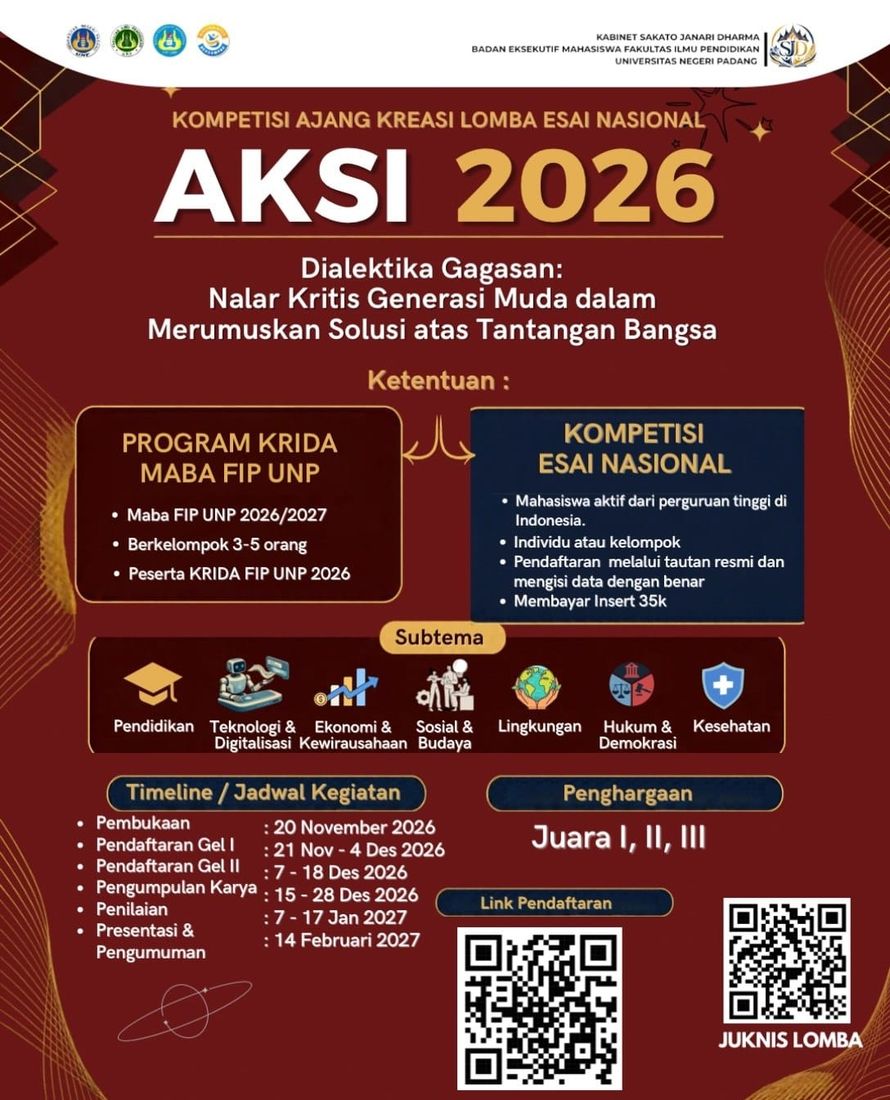 KABINET SAKATO JANARI DHARMA
BADAN EKSEKUTIF MAHASISWA FAKULTAS ILMU PENDIDIKAN
UNIVERSITAS NEGERI PADANG
SJD
KOMPETISI AJANG KREASI LOMBA ESAI NASIONAL
AKSI 2026
Dialektika Gagasan:
Nalar Kritis Generasi Muda dalam
Merumuskan Solusi atas Tantangan Bangsa
Ketentuan :
PROGRAM KRIDA
MABA FIP UNP
• Maba FIP UNP 2026/2027
• Berkelompok 3-5 orang
• Peserta KRIDA FIP UNP 2026
KOMPETISI
ESAI NASIONAL
• Mahasiswa aktif dari perguruan tinggi di
Indonesia.
• Individu atau kelompok
• Pendaftaran melalui tautan resmi dan
mengisi data dengan benar
• Membayar Insert 35k
Subtema
Pendidikan
Teknologi &
Digitalisasi
Ekonomi &
Kewirausahaan
Sosial &
Budaya
Lingkungan
Hukum &
Demokrasi
Kesehatan
Timeline / Jadwal Kegiatan
• Pembukaan : 20 November 2026
• Pendaftaran Gel I : 21 Nov - 4 Des 2026
• Pendaftaran Gel II : 7 - 18 Des 2026
• Pengumpulan Karya : 15 - 28 Des 2026
• Penilaian : 7 - 17 Jan 2027
• Presentasi & : 14 Februari 2027
Pengumuman
Penghargaan
Juara I, II, III
Link Pendaftaran
JUKNIS LOMBA